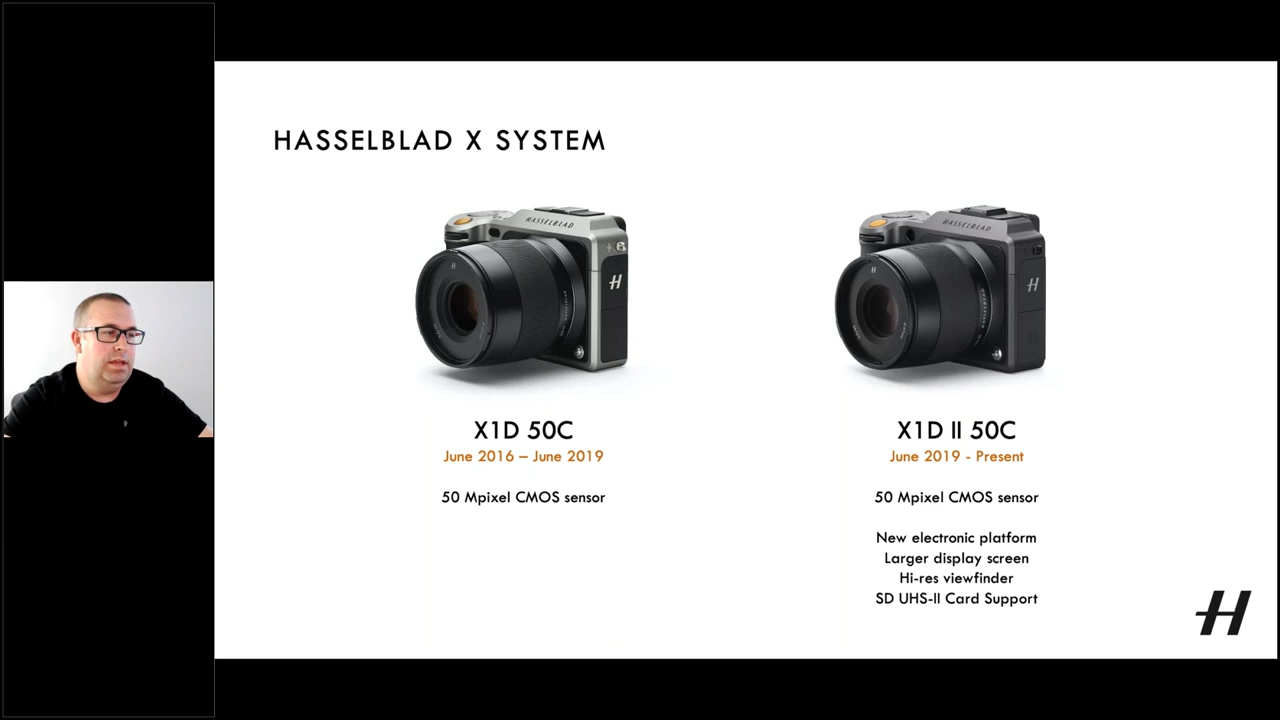 HASSELBLAD X SYSTEM
HASSELBLAD
H
H
HASSELBLAD
H
H
X1D 50C
June 2016 – June 2019
50 Mpixel CMOS sensor
X1D II 50C
June 2019 - Present
50 Mpixel CMOS sensor
New electronic platform
Larger display screen
Hi-res viewfinder
SD UHS-II Card Support
H